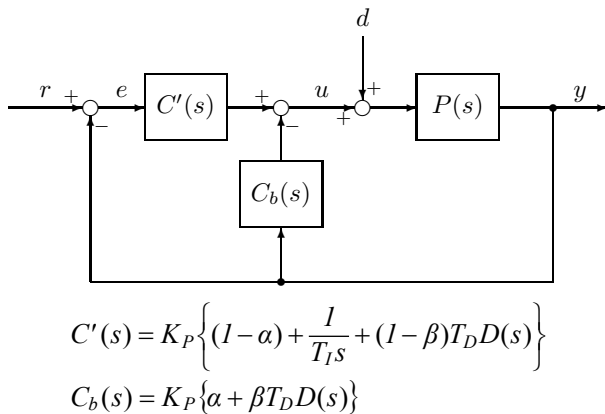 d
r + e C′(s) + u + + P(s) y
− − 
C_b(s)
C′(s) = K_P{(1−α) + 1/(T_I s) + (1−β)T_D D(s)}
C_b(s) = K_P{α + βT_D D(s)}